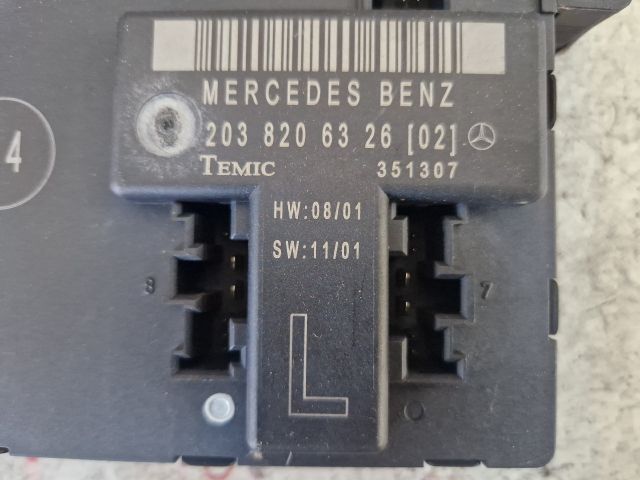 MERCEDES BENZ
203 820 63 26 [02]
TEMIC 351307
HW:08/01
SW:11/01
4
8
7
L